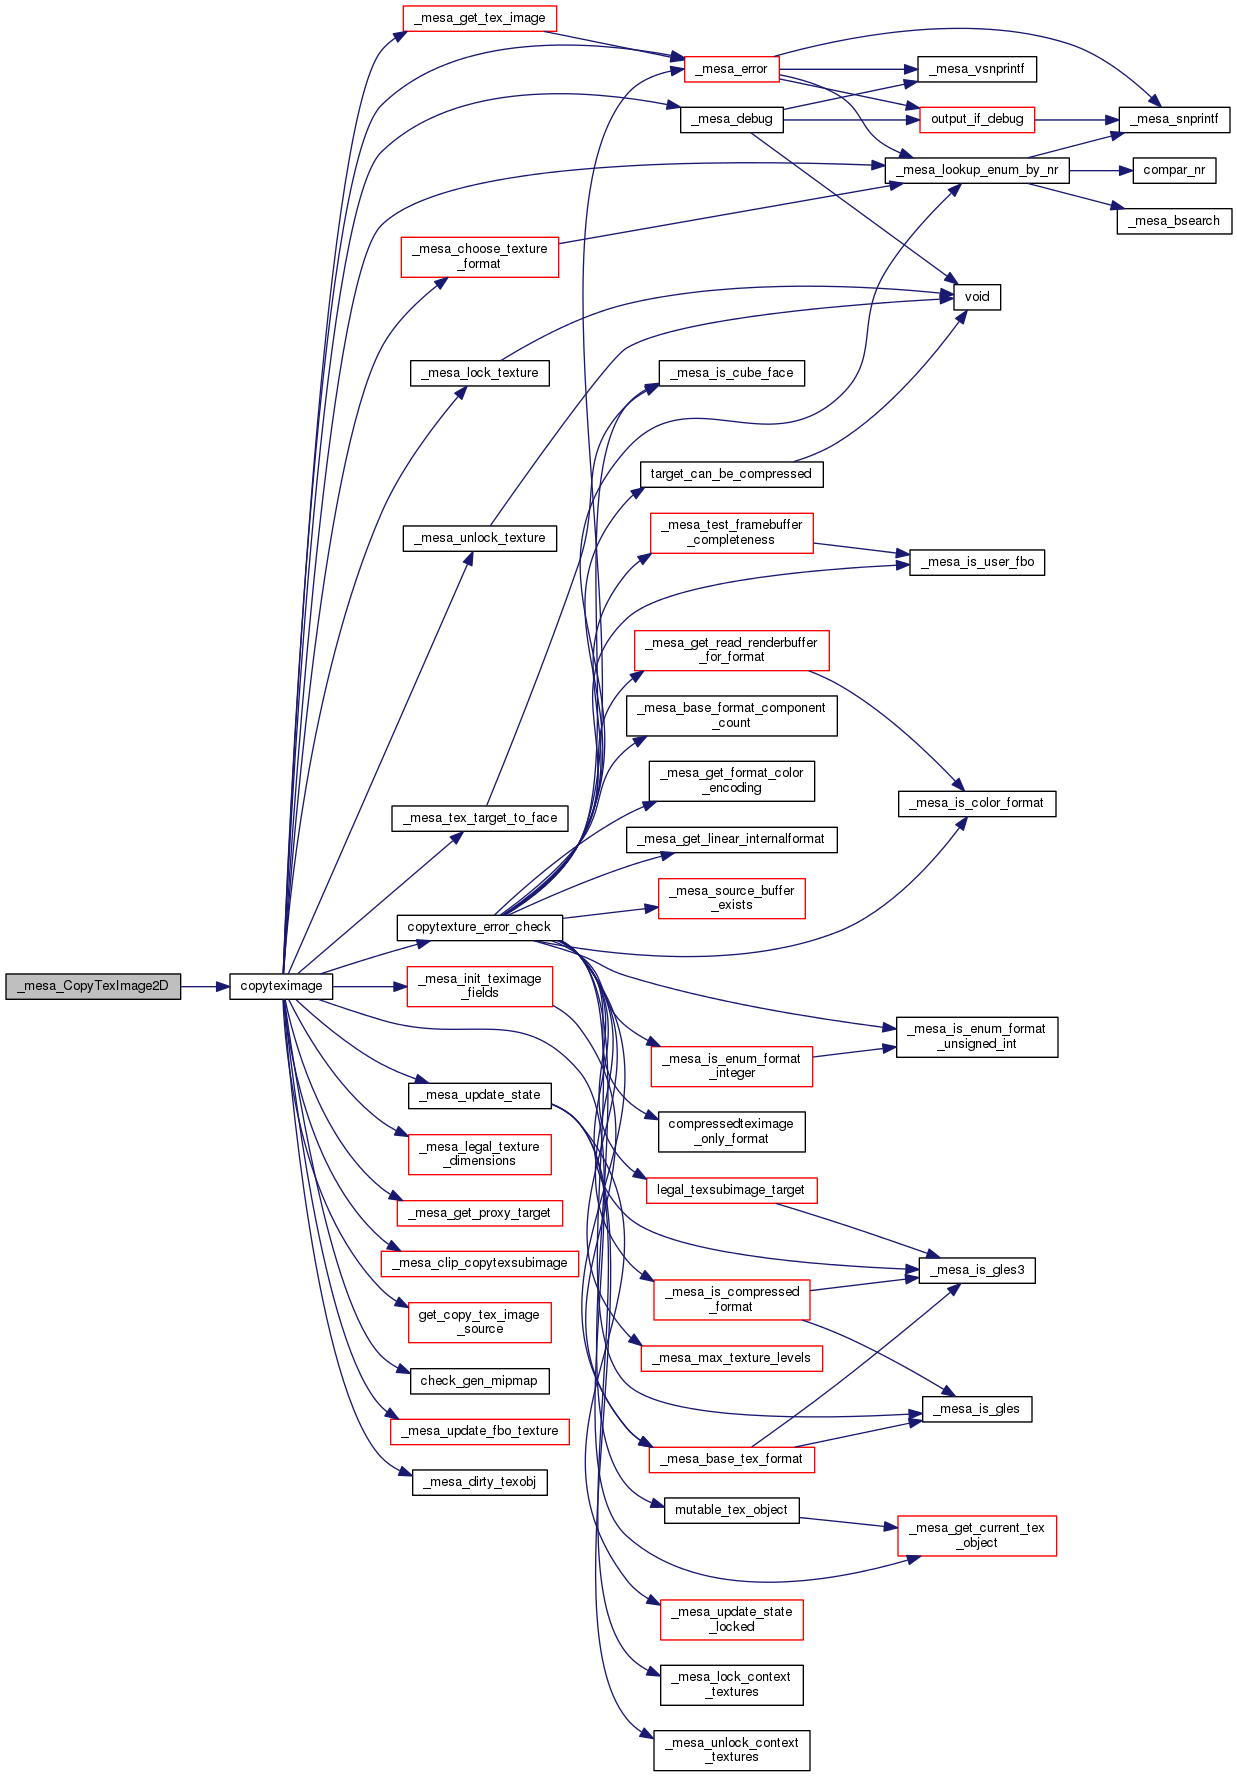 _mesa_get_tex_image
_mesa_error
_mesa_vsnprintf
_mesa_debug
output_if_debug
_mesa_snprintf
_mesa_lookup_enum_by_nr
compar_nr
_mesa_bsearch
_mesa_choose_texture
_format
void
_mesa_lock_texture
_mesa_is_cube_face
target_can_be_compressed
_mesa_unlock_texture
_mesa_test_framebuffer
_completeness
_mesa_is_user_fbo
_mesa_get_read_renderbuffer
_for_format
_mesa_base_format_component
_count
_mesa_get_format_color
_encoding
_mesa_is_color_format
_mesa_tex_target_to_face
_mesa_get_linear_internalformat
_mesa_source_buffer
_exists
copytexture_error_check
_mesa_CopyTexImage2D
copyteximage
_mesa_init_teximage
_fields
_mesa_is_enum_format
_unsigned_int
_mesa_is_enum_format
_integer
_mesa_update_state
compressedteximage
_only_format
_mesa_legal_texture
_dimensions
legal_texsubimage_target
_mesa_get_proxy_target
_mesa_clip_copytexsubimage
_mesa_is_gles3
_mesa_is_compressed
_format
get_copy_tex_image
_source
_mesa_max_texture_levels
check_gen_mipmap
_mesa_is_gles
_mesa_update_fbo_texture
_mesa_base_tex_format
_mesa_dirty_texobj
mutable_tex_object
_mesa_get_current_tex
_object
_mesa_update_state
_locked
_mesa_lock_context
_textures
_mesa_unlock_context
_textures